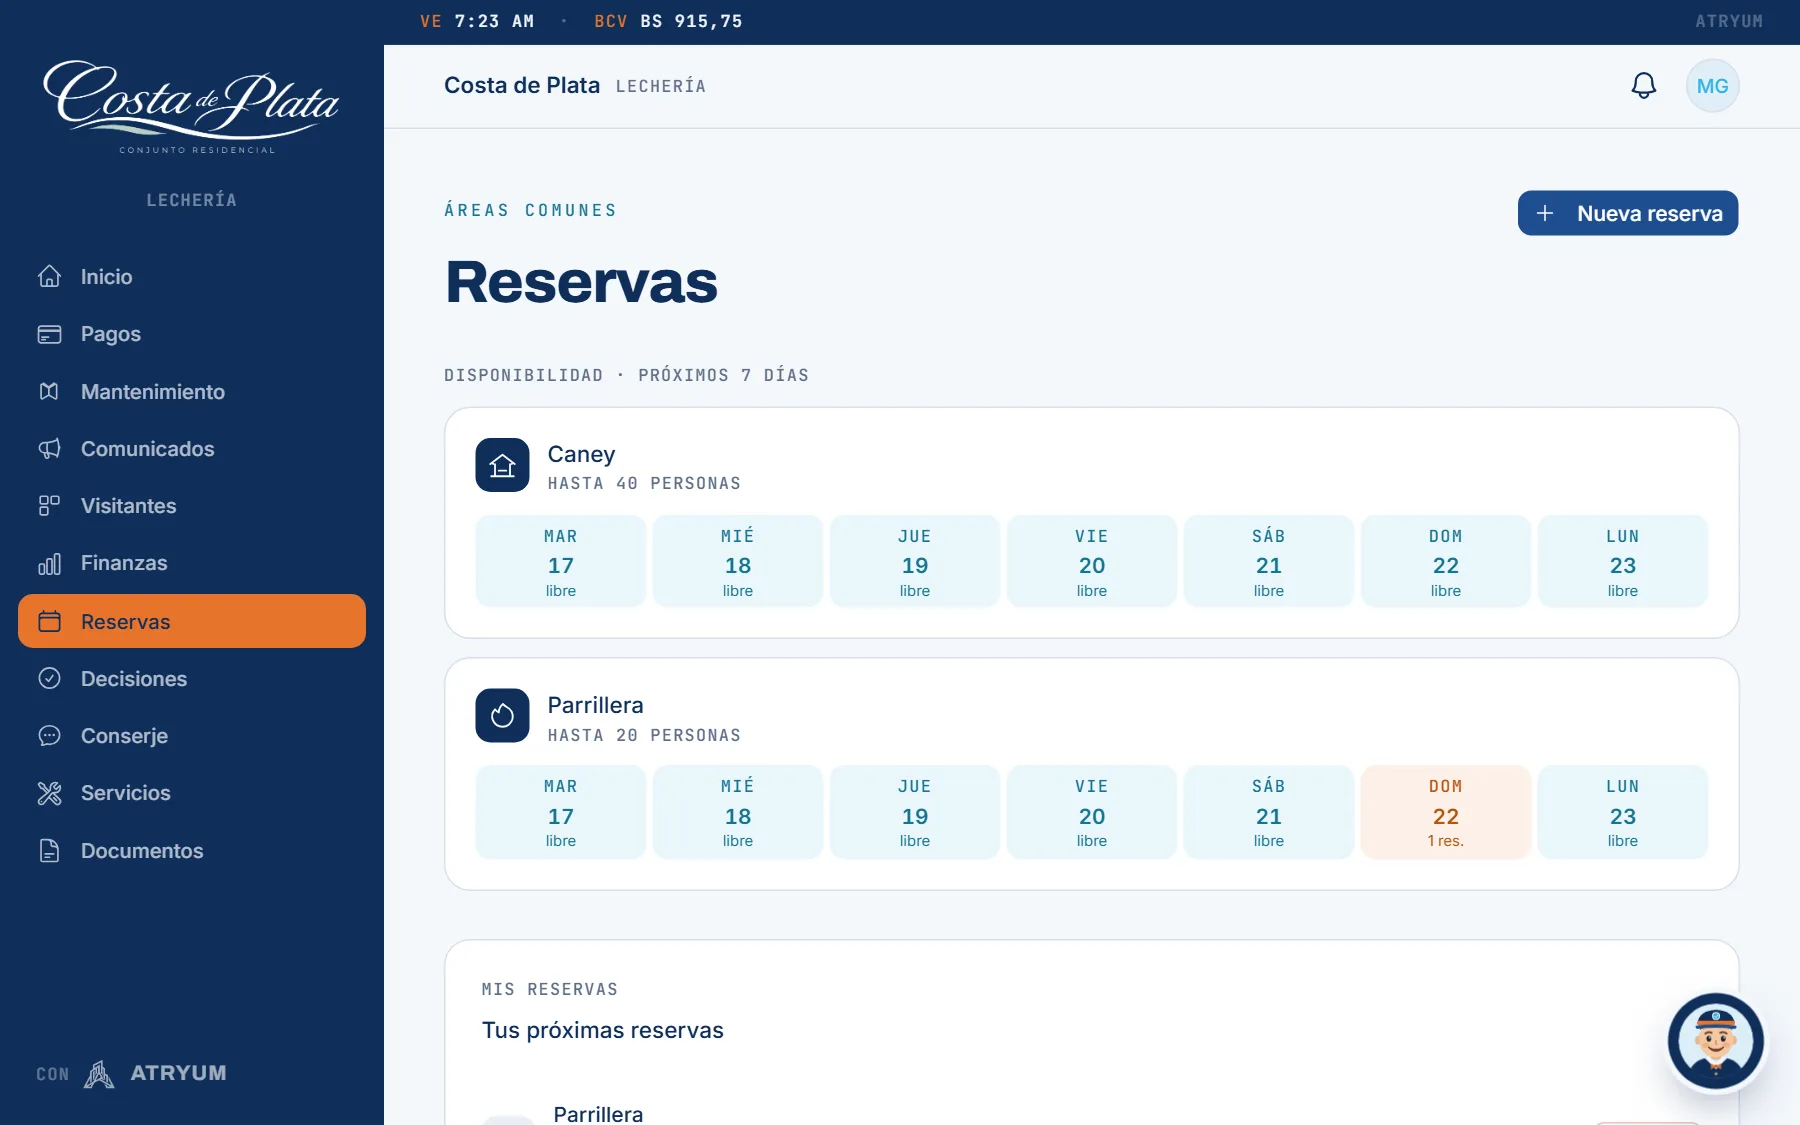 VE 7:23 AM · BCV BS 915,75
ATRYUM
Costa de Plata
CONJUNTO RESIDENCIAL
LECHERÍA
Inicio
Pagos
Mantenimiento
Comunicados
Visitantes
Finanzas
Reservas
Decisiones
Conserje
Servicios
Documentos
CON ATRYUM
Costa de Plata LECHERÍA
MG
ÁREAS COMUNES
+ Nueva reserva
Reservas
DISPONIBILIDAD · PRÓXIMOS 7 DÍAS
Caney
HASTA 40 PERSONAS
MAR MIÉ JUE VIE SÁB DOM LUN
17 18 19 20 21 22 23
libre libre libre libre libre libre libre
Parrillera
HASTA 20 PERSONAS
MAR MIÉ JUE VIE SÁB DOM LUN
17 18 19 20 21 22 23
libre libre libre libre libre 1 res. libre
MIS RESERVAS
Tus próximas reservas
Parrillera